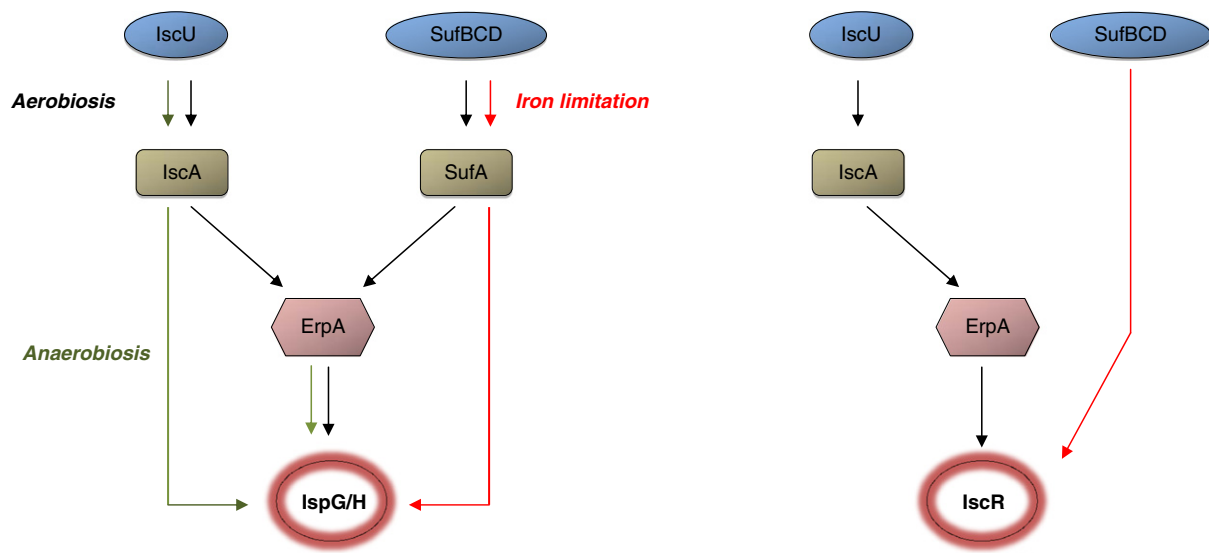 IscU
SufBCD
Aerobiosis
Iron limitation
IscA
SufA
ErpA
Anaerobiosis
IspG/H
IscU
SufBCD
IscA
ErpA
IscR